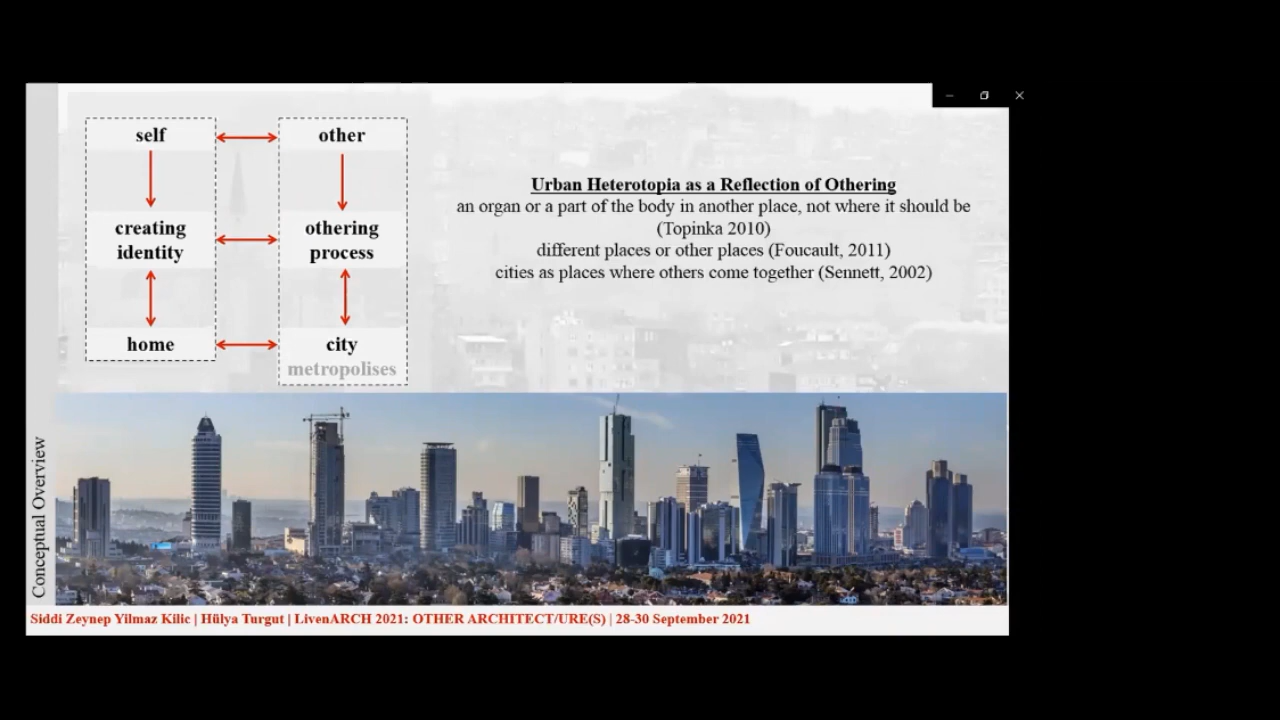 self
other
creating
identity
othering
process
home
city
metropolises
Urban Heterotopia as a Reflection of Othering
an organ or a part of the body in another place, not where it should be
(Topinka 2010)
different places or other places (Foucault, 2011)
cities as places where others come together (Sennett, 2002)
Conceptual Overview
Siddi Zeynep Yilmaz Kilic | Hülya Turgut | LivenARCH 2021: OTHER ARCHITECT/URE(S) | 28-30 September 2021